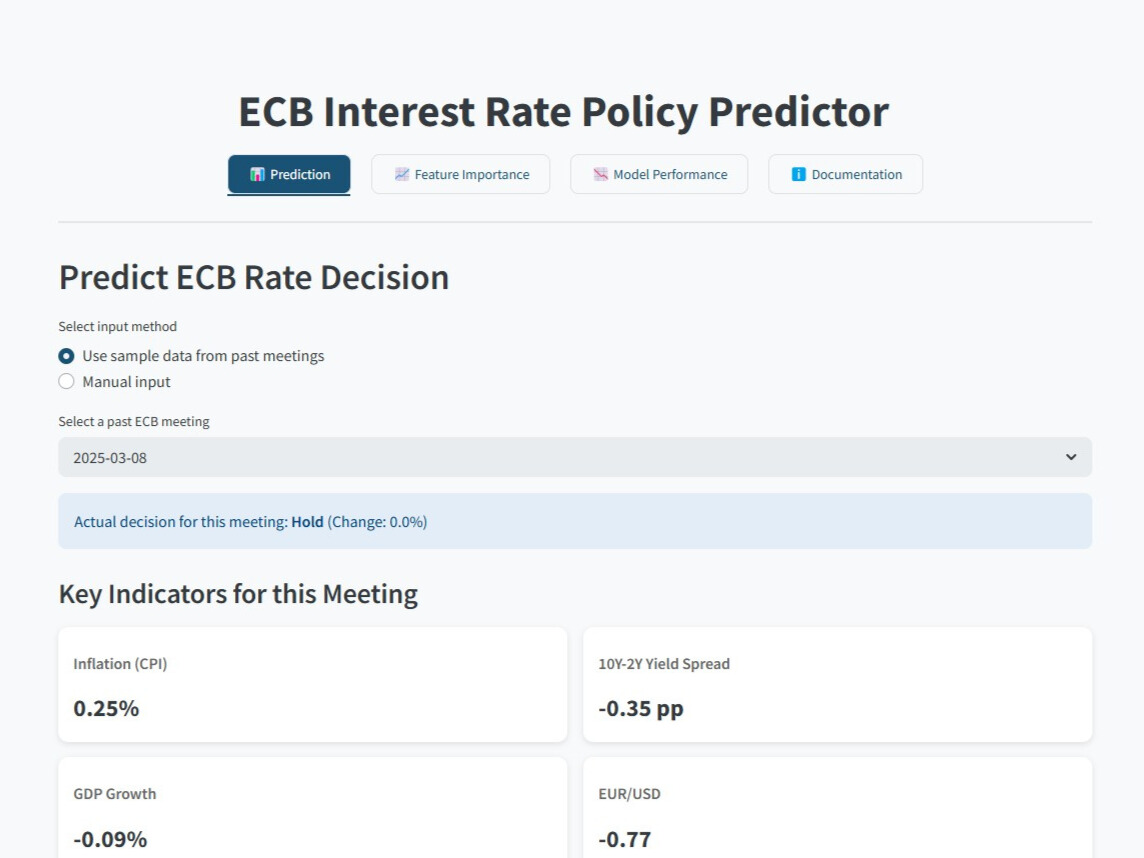 ECB Interest Rate Policy Predictor
Prediction
Feature Importance
Model Performance
Documentation
Predict ECB Rate Decision
Select input method
Use sample data from past meetings
Manual input
Select a past ECB meeting
2025-03-08
Actual decision for this meeting: Hold (Change: 0.0%)
Key Indicators for this Meeting
Inflation (CPI)
0.25%
10Y-2Y Yield Spread
-0.35 pp
GDP Growth
-0.09%
EUR/USD
-0.77